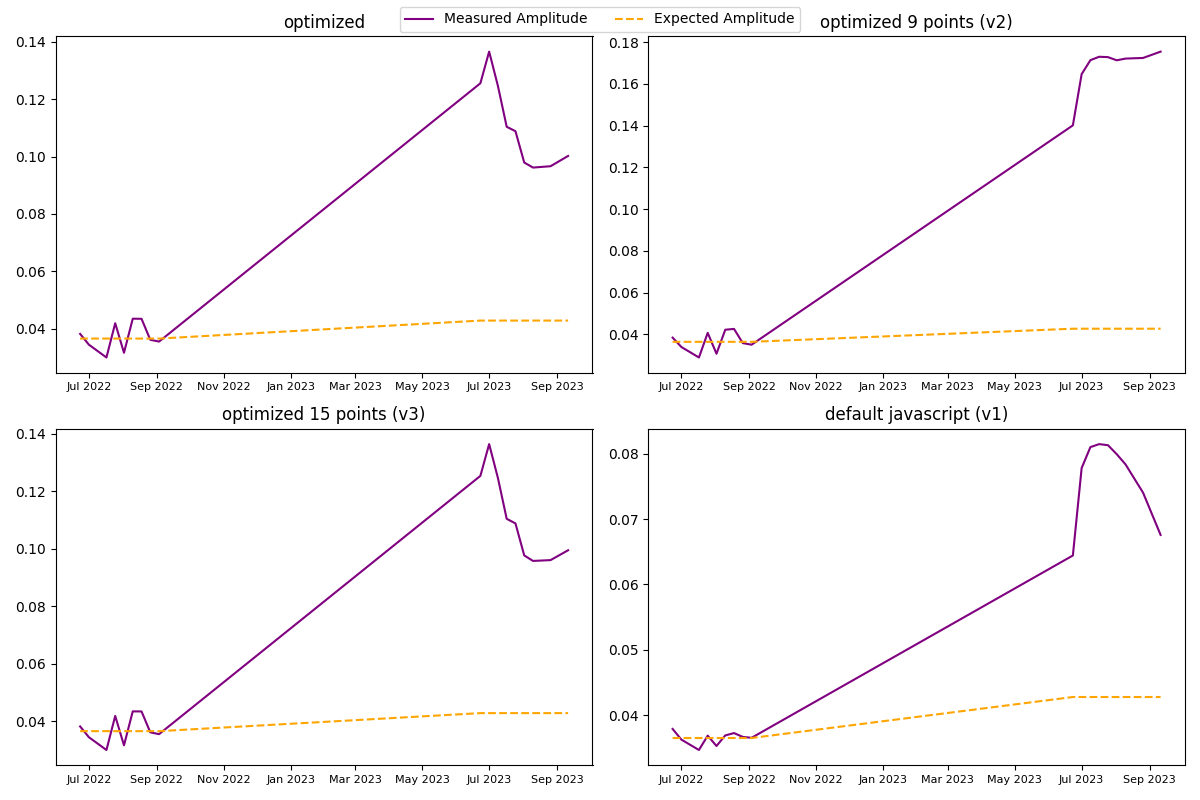 Measured Amplitude Expected Amplitude
optimized
0.14
0.12
0.10
0.08
0.06
0.04
Jul 2022 Sep 2022 Nov 2022 Jan 2023 Mar 2023 May 2023 Jul 2023 Sep 2023
optimized 9 points (v2)
0.18
0.16
0.14
0.12
0.10
0.08
0.06
0.04
Jul 2022 Sep 2022 Nov 2022 Jan 2023 Mar 2023 May 2023 Jul 2023 Sep 2023
optimized 15 points (v3)
0.14
0.12
0.10
0.08
0.06
0.04
Jul 2022 Sep 2022 Nov 2022 Jan 2023 Mar 2023 May 2023 Jul 2023 Sep 2023
default javascript (v1)
0.08
0.07
0.06
0.05
0.04
Jul 2022 Sep 2022 Nov 2022 Jan 2023 Mar 2023 May 2023 Jul 2023 Sep 2023